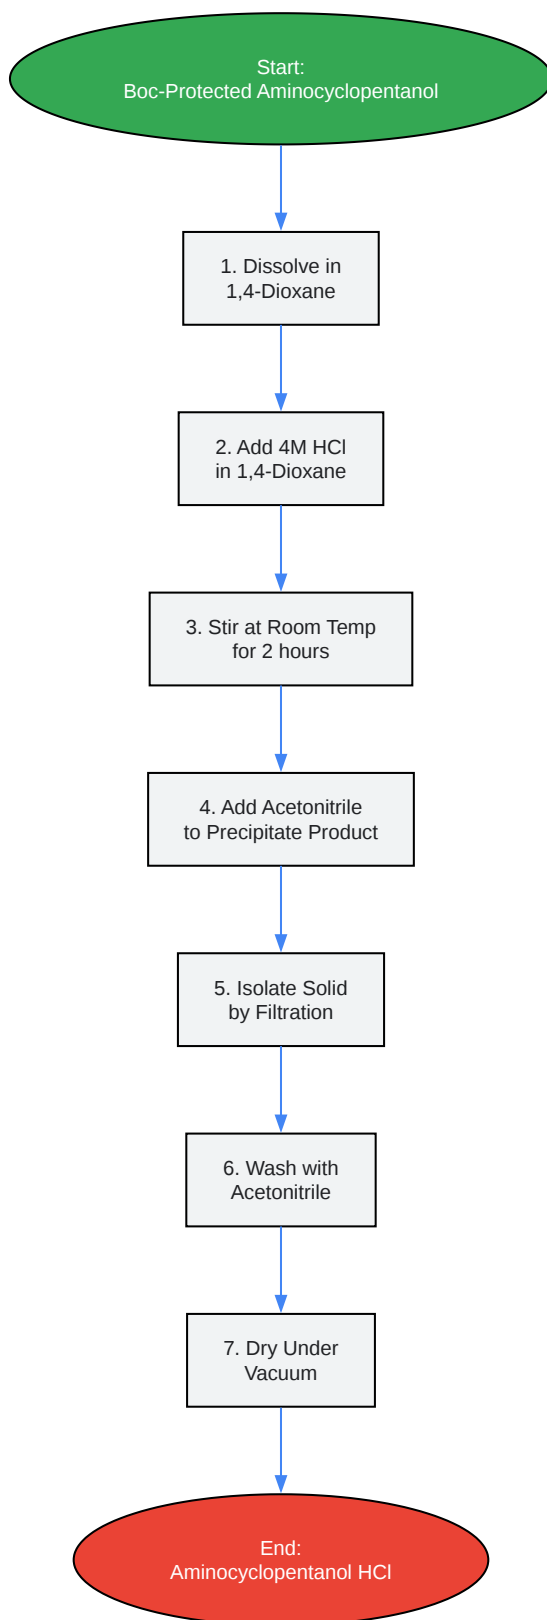 Start:
Boc-Protected Aminocyclopentanol
1. Dissolve in
1,4-Dioxane
2. Add 4M HCl
in 1,4-Dioxane
3. Stir at Room Temp
for 2 hours
4. Add Acetonitrile
to Precipitate Product
5. Isolate Solid
by Filtration
6. Wash with
Acetonitrile
7. Dry Under
Vacuum
End:
Aminocyclopentanol HCl